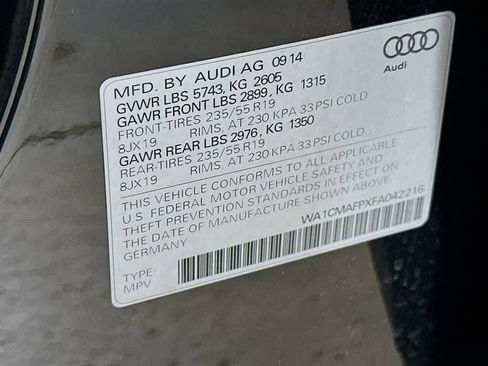 MFD. BY AUDI AG 09 14
GVWR LBS 5743, KG 2605
GAWR FRONT LBS 2899, KG 1315
FRONT-TIRES 235/55 R19
8JX19 RIMS. AT 230 KPA 33 PSI COLD
GAWR REAR LBS 2976, KG 1350
REAR-TIRES 235/55 R19
8JX19 RIMS. AT 230 KPA 33 PSI COLD
THIS VEHICLE CONFORMS TO ALL APPLICABLE
U.S. FEDERAL MOTOR VEHICLE SAFETY AND
THEFT PREVENTION STANDARDS IN EFFECT ON
THE DATE OF MANUFACTURE SHOWN ABOVE.
GERMANY
WA1CMAFPXFA042216
TYPE
MPV
Audi